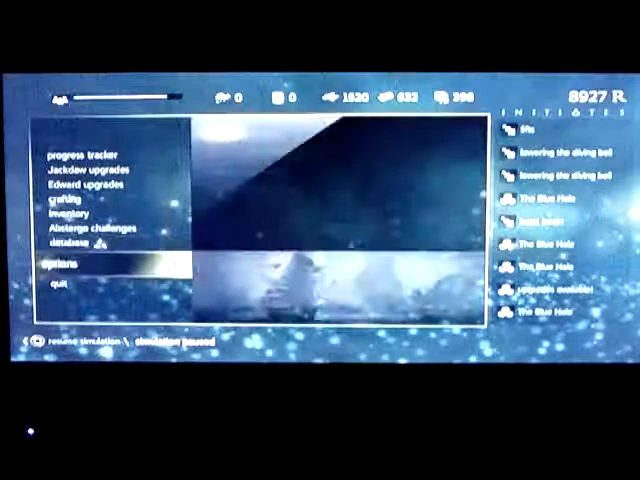 0 0 1520 632 398 8927 R
INITIATES
progress tracker
Jackdaw upgrades
Edward upgrades
crafting
inventory
Abstergo challenges
database
options
quit
lowering the diving bell
lowering the diving bell
The Blue Hole
The Blue Hole
The Blue Hole
upgrades available!
The Blue Hole
resume simulation \ simulation paused